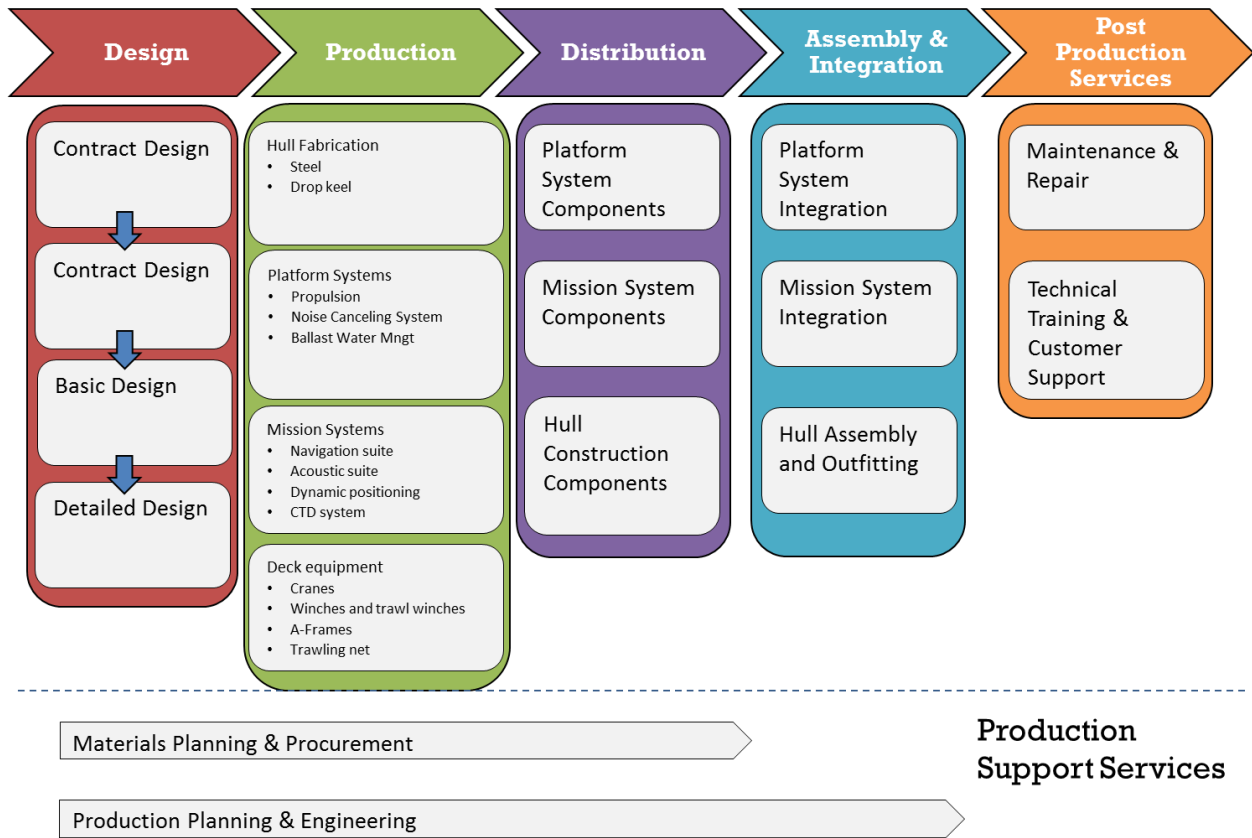 Design
Production
Distribution
Assembly &
Integration
Post
Production
Services
Contract Design
Contract Design
Basic Design
Detailed Design
Hull Fabrication
• Steel
• Drop keel
Platform Systems
• Propulsion
• Noise Canceling System
• Ballast Water Mngt
Mission Systems
• Navigation suite
• Acoustic suite
• Dynamic positioning
• CTD system
Deck equipment
• Cranes
• Winches and trawl winches
• A-Frames
• Trawling net
Platform
System
Components
Mission System
Components
Hull
Construction
Components
Platform
System
Integration
Mission System
Integration
Hull Assembly
and Outfitting
Maintenance &
Repair
Technical
Training &
Customer
Support
Materials Planning & Procurement
Production Planning & Engineering
Production
Support Services